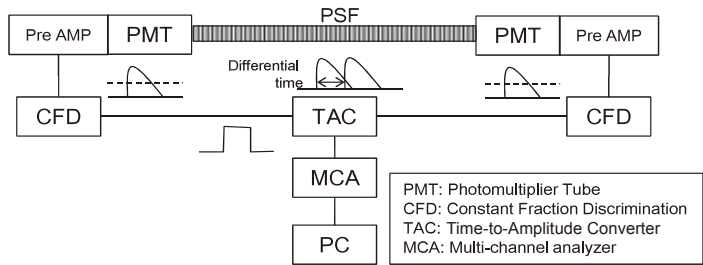 PSF
Pre AMP
PMT
PMT
Pre AMP
Differential
time
CFD
TAC
CFD
MCA
PC
PMT: Photomultiplier Tube
CFD: Constant Fraction Discrimination
TAC: Time-to-Amplitude Converter
MCA: Multi-channel analyzer